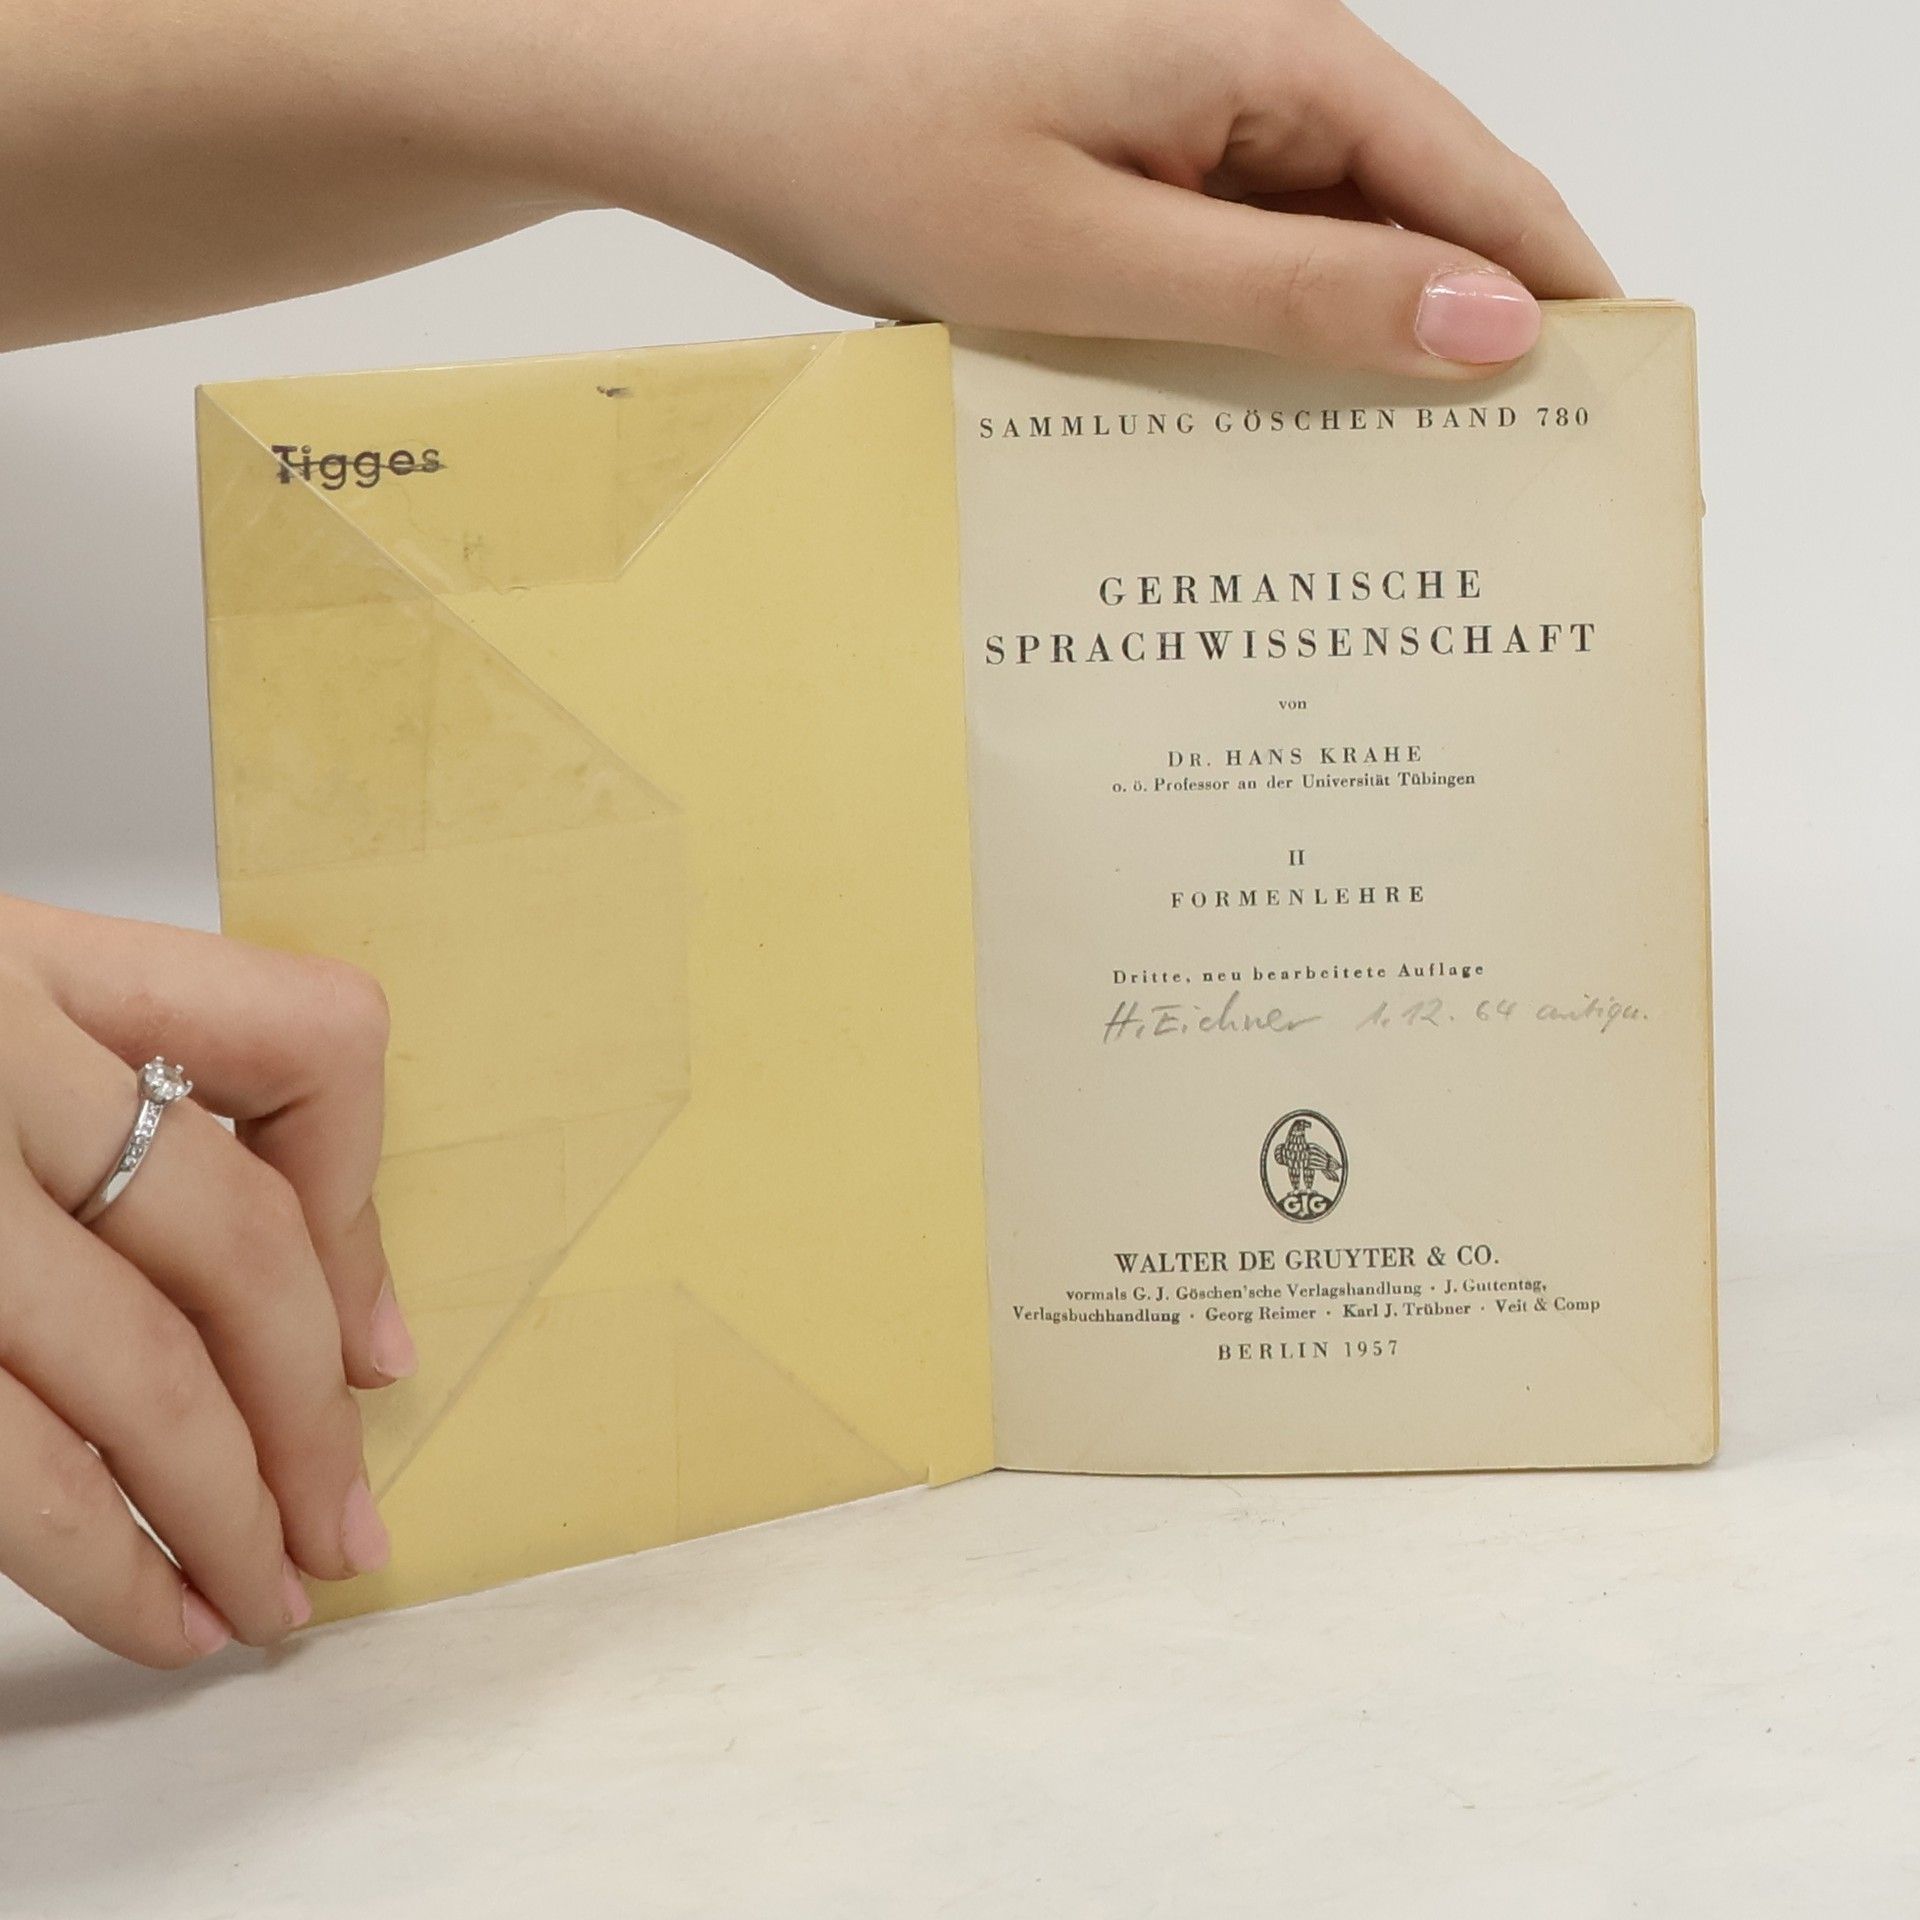 Tigges
SAMMLUNG GÖSCHEN BAND 780
GERMANISCHE
SPRACHWISSENSCHAFT
von
DR. HANS KRAHE
o. ö. Professor an der Universität Tübingen
II
FORMENLEHRE
Dritte, neu bearbeitete Auflage
H. Eichner 1. 12. 64 antiqu.
GJG
WALTER DE GRUYTER & CO.
vormals G. J. Göschen'sche Verlagshandlung · J. Guttentag,
Verlagsbuchhandlung · Georg Reimer · Karl J. Trübner · Veit & Comp
BERLIN 1957